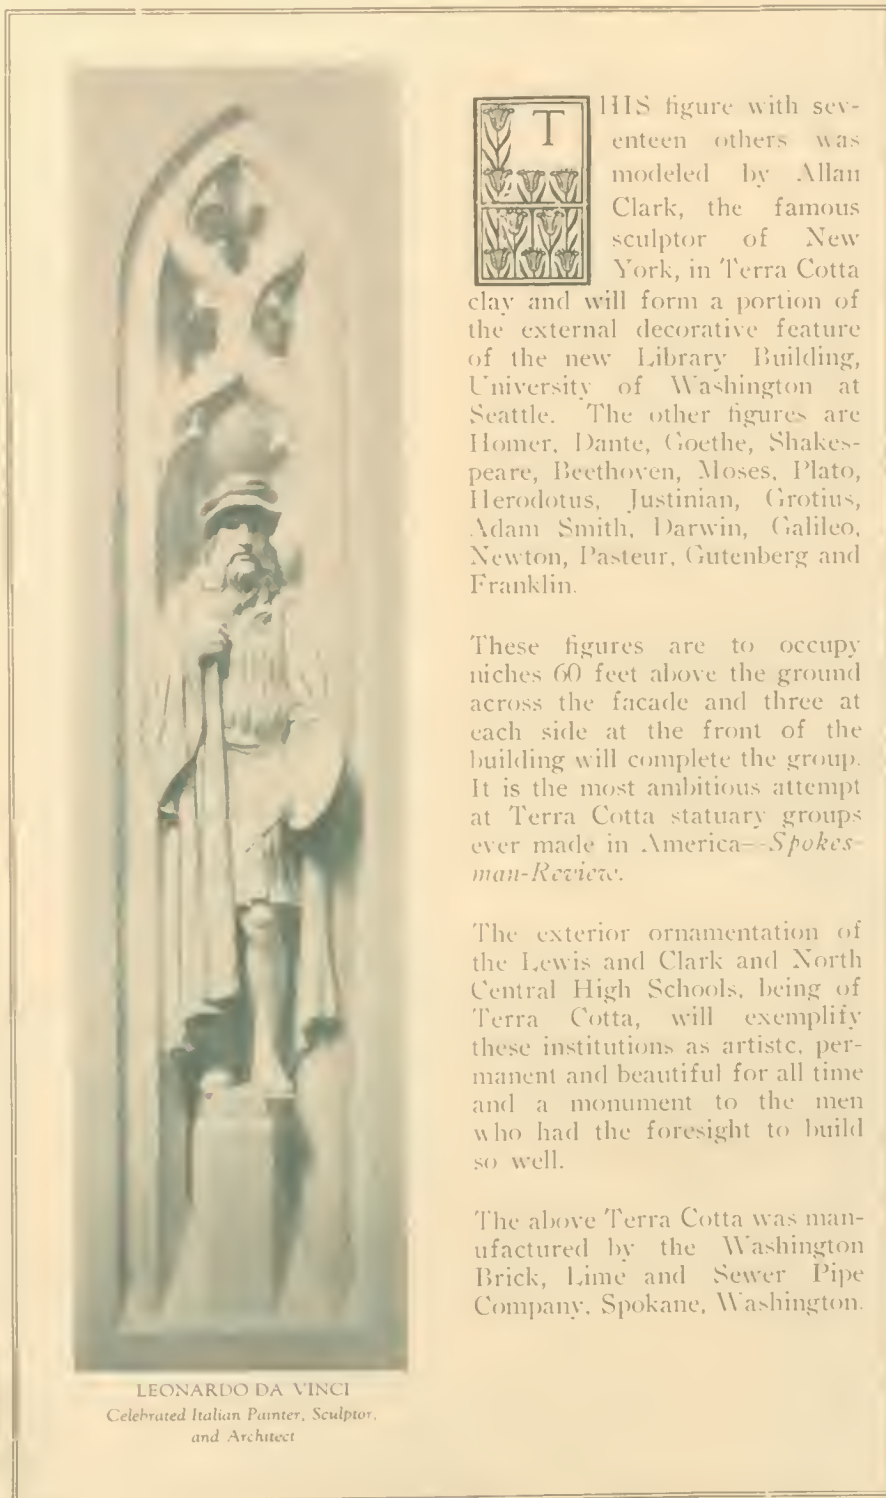 THIS figure with sev-
enteen others was
modeled by Allan
Clark, the famous
sculptor of New
York, in Terra Cotta
clay and will form a portion of
the external decorative feature
of the new Library Building,
University of Washington at
Seattle. The other figures are
Homer, Dante, Goethe, Shakes-
peare, Beethoven, Moses, Plato,
Herodotus, Justinian, Grotius,
Adam Smith, Darwin, Galileo,
Newton, Pasteur, Gutenberg and
Franklin.
These figures are to occupy
niches 60 feet above the ground
across the facade and three at
each side at the front of the
building will complete the group.
It is the most ambitious attempt
at Terra Cotta statuary groups
ever made in America—Spokes-
man-Review.
The exterior ornamentation of
the Lewis and Clark and North
Central High Schools, being of
Terra Cotta, will exemplify
these institutions as artistc, per-
manent and beautiful for all time
and a monument to the men
who had the foresight to build
so well.
The above Terra Cotta was man-
ufactured by the Washington
Brick, Lime and Sewer Pipe
Company, Spokane, Washington.
LEONARDO DA VINCI
Celebrated Italian Painter, Sculptor,
and Architect